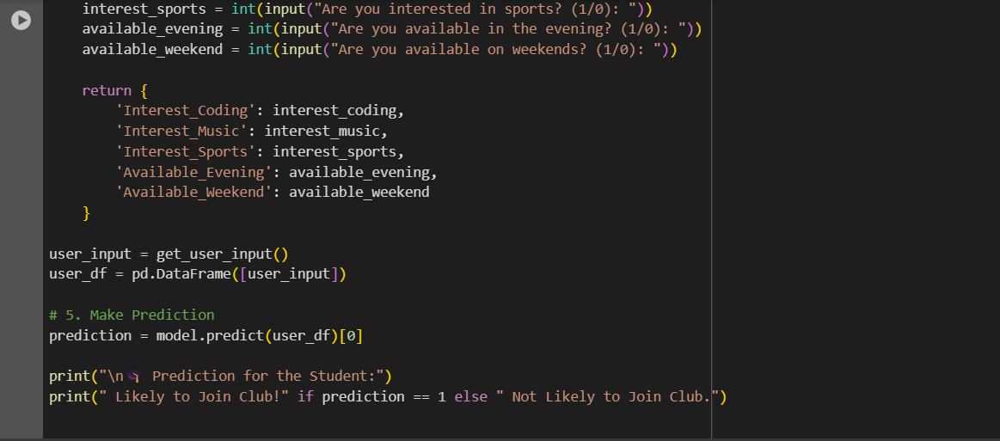 interest_sports = int(input("Are you interested in sports? (1/0): "))
    available_evening = int(input("Are you available in the evening? (1/0): "))
    available_weekend = int(input("Are you available on weekends? (1/0): "))

    return {
        'Interest_Coding': interest_coding,
        'Interest_Music': interest_music,
        'Interest_Sports': interest_sports,
        'Available_Evening': available_evening,
        'Available_Weekend': available_weekend
    }

user_input = get_user_input()
user_df = pd.DataFrame([user_input])

# 5. Make Prediction
prediction = model.predict(user_df)[0]

print("\n🔮 Prediction for the Student:")
print(" Likely to Join Club!" if prediction == 1 else " Not Likely to Join Club.")